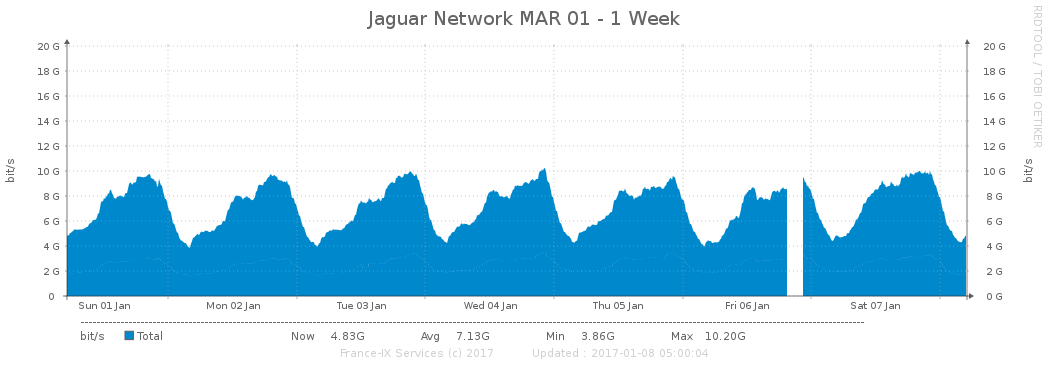 Jaguar Network MAR 01 - 1 Week
RRDTOOL / TOBI OETIKER
bit/s
bit/s
20 G 20 G
18 G 18 G
16 G 16 G
14 G 14 G
12 G 12 G
10 G 10 G
8 G 8 G
6 G 6 G
4 G 4 G
2 G 2 G
0 0 G
Sun 01 Jan Mon 02 Jan Tue 03 Jan Wed 04 Jan Thu 05 Jan Fri 06 Jan Sat 07 Jan
bit/s Total Now 4.83G Avg 7.13G Min 3.86G Max 10.20G
France-IX Services (c) 2017 Updated : 2017-01-08 05:00:04